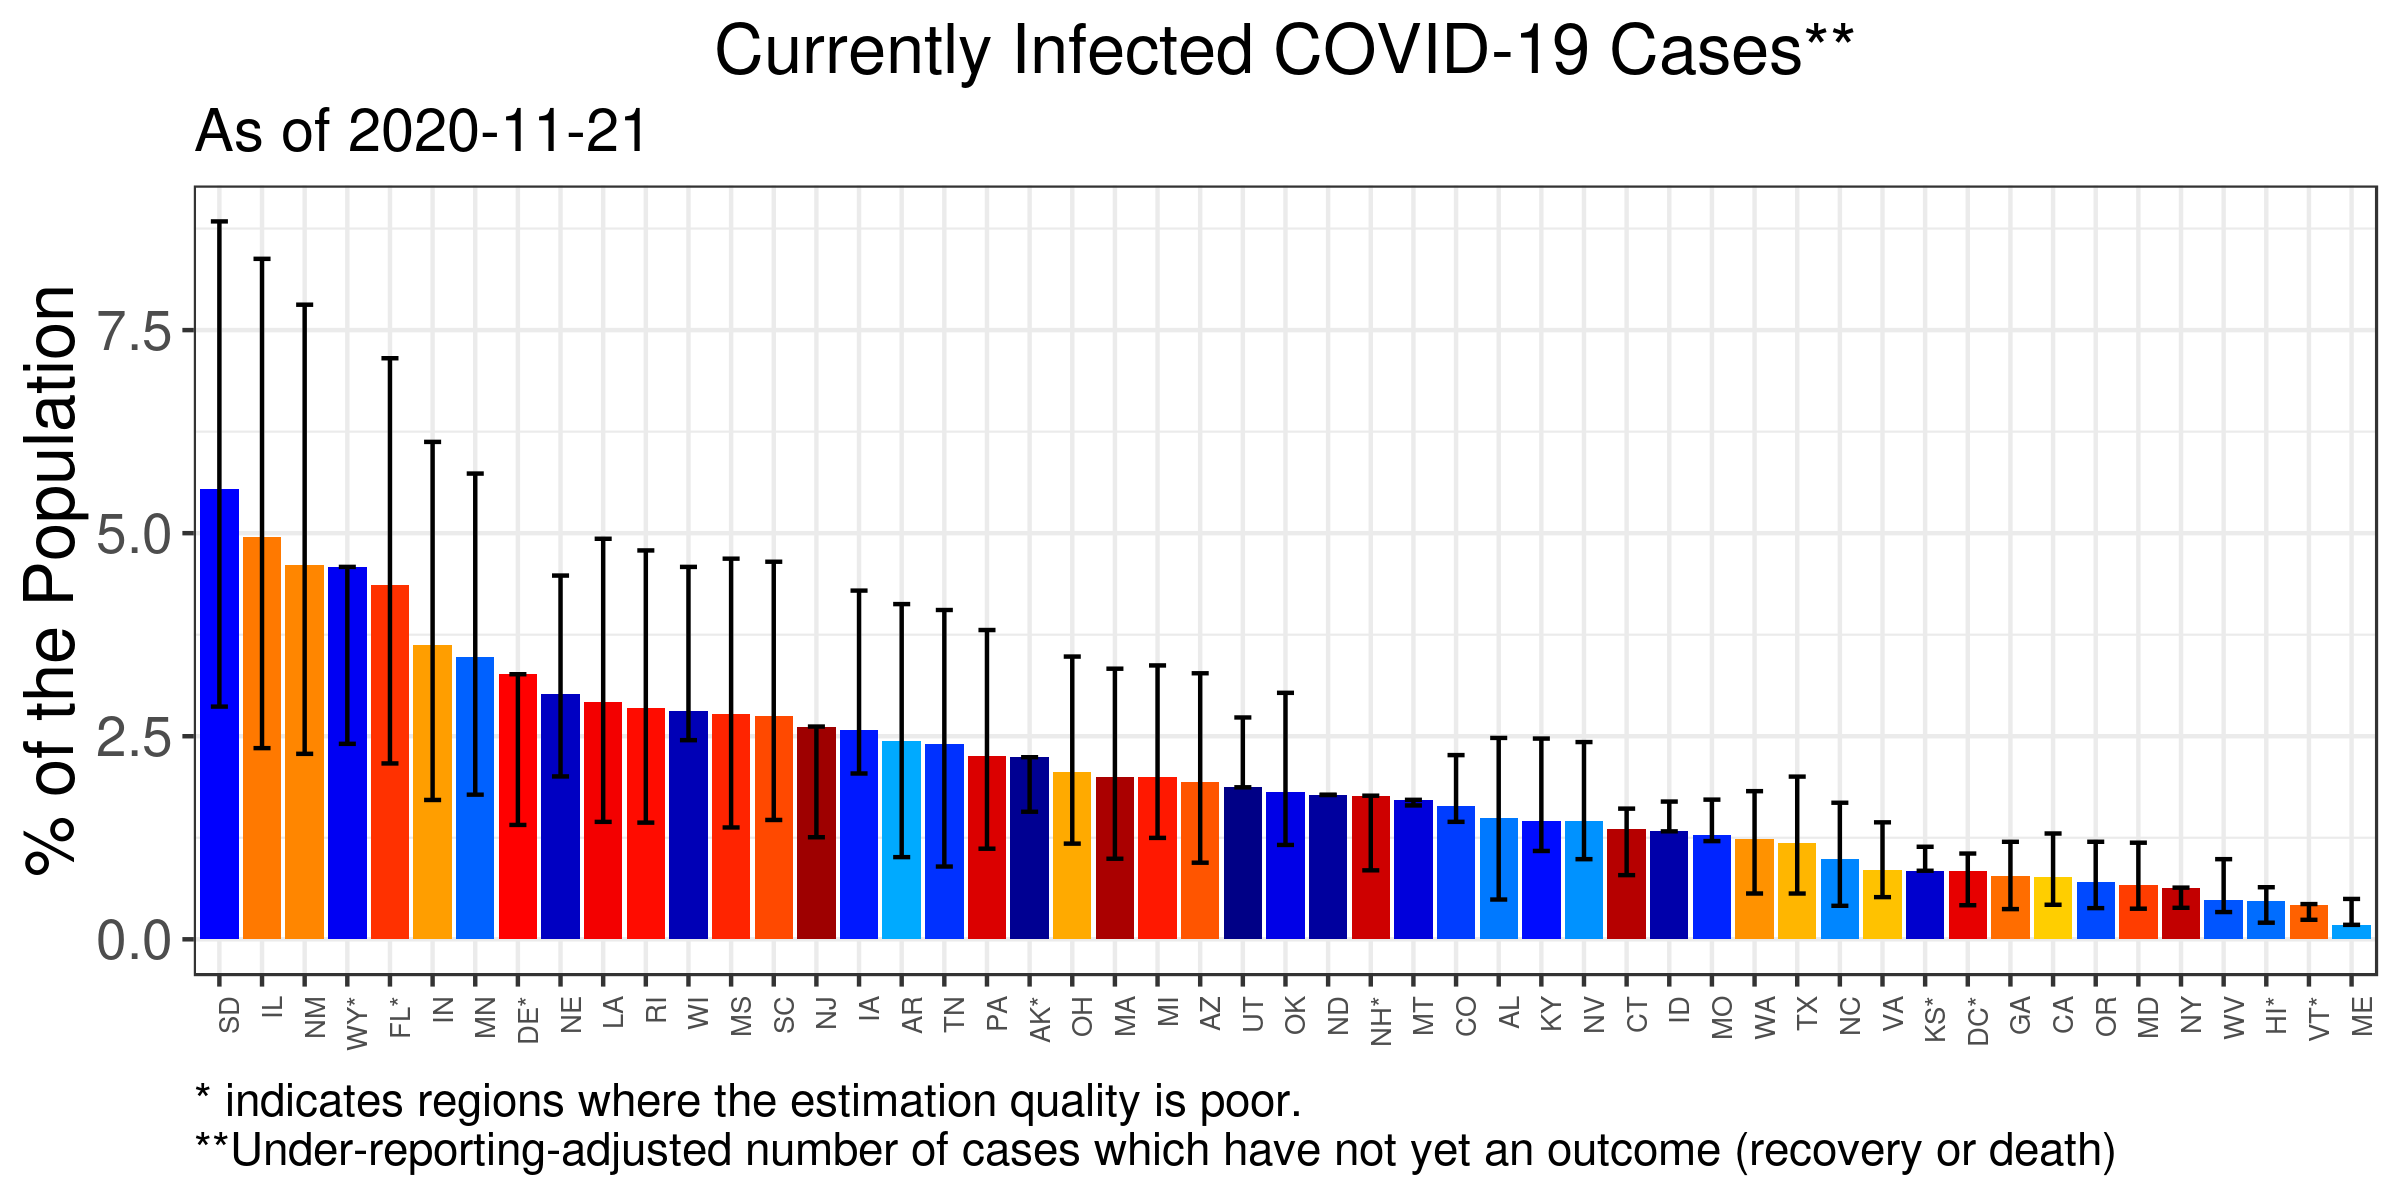 Currently Infected COVID-19 Cases**
As of 2020-11-21
% of the Population
7.5
5.0
2.5
0.0
SD IL NM WY* FL* IN MN DE* NE LA RI WI MS SC NJ IA AR TN PA AK* OH MA MI AZ UT OK ND NH* MT CO AL KY NV CT ID MO WA TX NC VA KS* DC* GA CA OR MD NY WV HI* VT* ME
* indicates regions where the estimation quality is poor.
**Under-reporting-adjusted number of cases which have not yet an outcome (recovery or death)